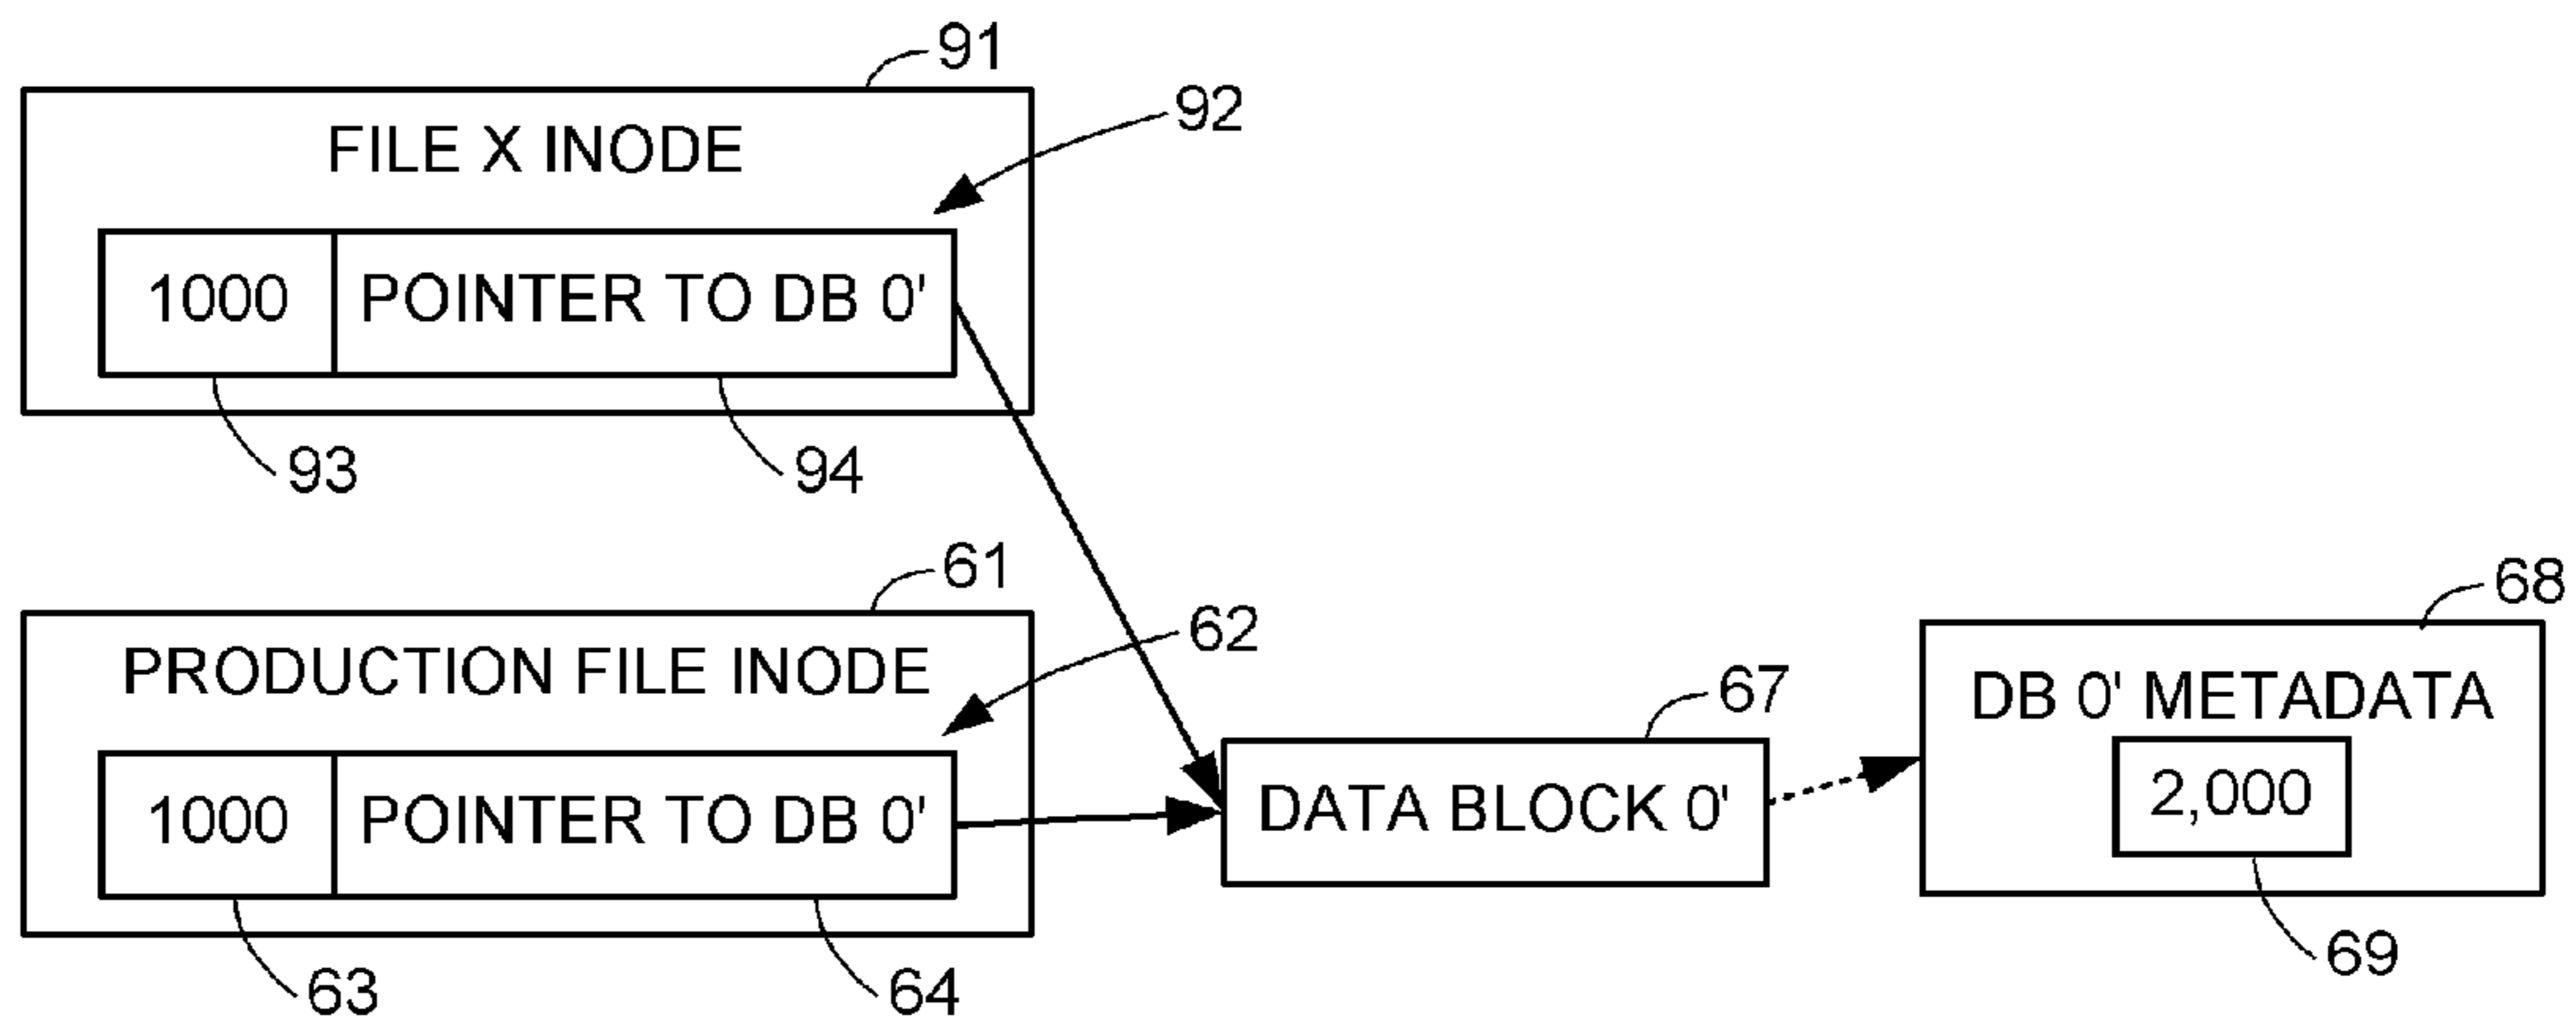 91
92
FILE X INODE
1000 POINTER TO DB 0'
93
94
61
62
68
PRODUCTION FILE INODE
67
DB 0' METADATA
1000 POINTER TO DB 0'
DATA BLOCK 0'
2,000
63
64
69